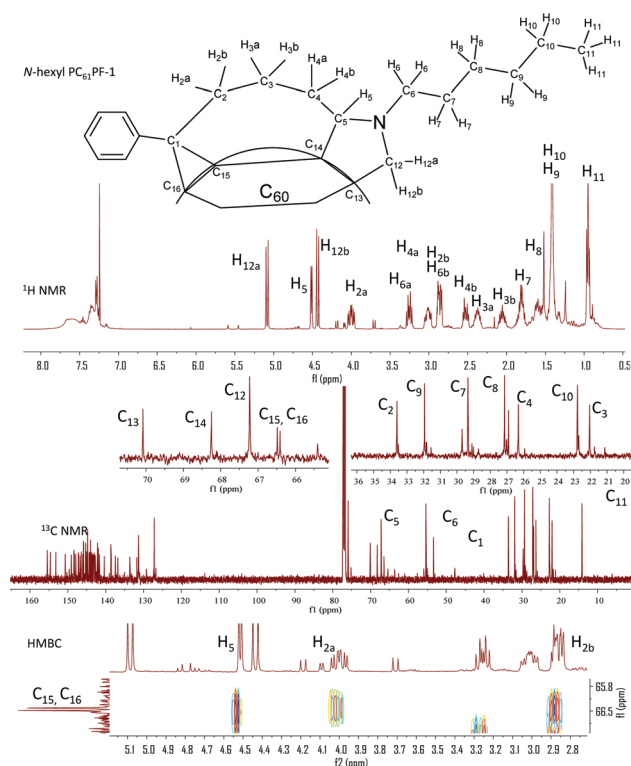 N-hexyl PC61PF-1
H2b
H3a
H3b
H4a
H2a
H4b
C3
C2
C4
H5
C5
N
H6
H6
C6
C7
H7
H7
H8
H8
C8
C9
H9
H9
H10
H10
C10
C11
H11
H11
H11
C1
C14
C15
C16
C12
H12a
H12b
C13
C60
1H NMR
H12a
H5
H12b
H2a
H4a
H6a
H2b
H6b
H4b
H3a
H3b
H7
H8
H10
H9
H11
8.0 7.5 7.0 6.5 6.0 5.5 5.0 4.5 4.0 3.5 3.0 2.5 2.0 1.5 1.0 0.5
fl (ppm)
C13
C14
C12
C15, C16
70 69 68 67 66
f1 (ppm)
C2
C9
C7
C8
C4
C10
C3
36 35 34 33 32 31 30 29 28 27 26 25 24 23 22 21 20
f1 (ppm)
13C NMR
C5
C6
C1
C11
160 150 140 130 120 110 100 90 80 70 60 50 40 30 20 10
f1 (ppm)
HMBC
H5
H2a
H2b
C15, C16
65.8
66.5
fl (ppm)
5.1 5.0 4.9 4.8 4.7 4.6 4.5 4.4 4.3 4.2 4.1 4.0 3.9 3.8 3.7 3.6 3.5 3.4 3.3 3.2 3.1 3.0 2.9 2.8
f2 (ppm)